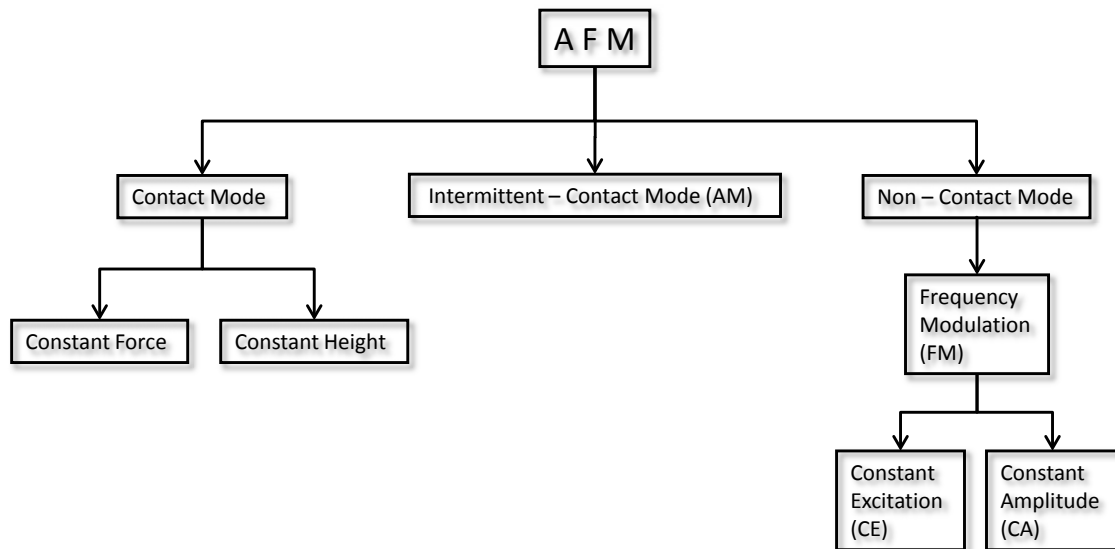 A F M
Contact Mode
Intermittent – Contact Mode (AM)
Non – Contact Mode
Constant Force
Constant Height
Frequency
Modulation
(FM)
Constant
Excitation
(CE)
Constant
Amplitude
(CA)